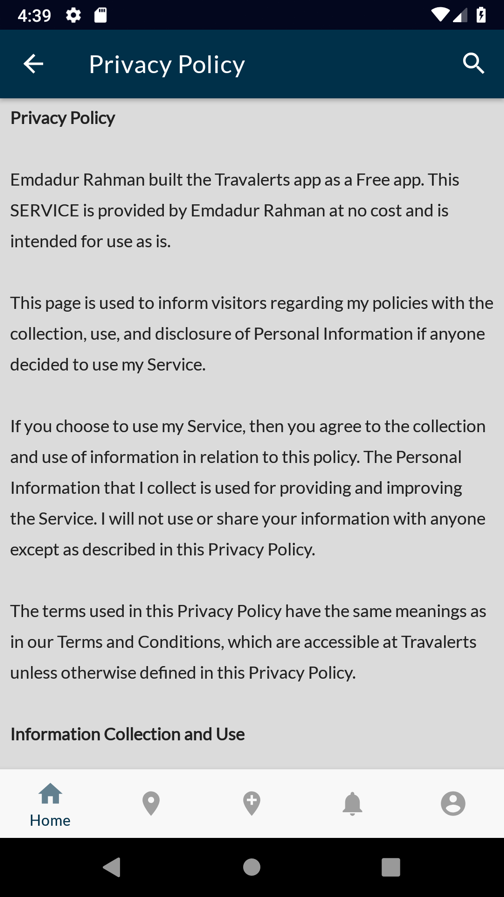 4:39
Privacy Policy
Privacy Policy
Emdadur Rahman built the Travalerts app as a Free app. This
SERVICE is provided by Emdadur Rahman at no cost and is
intended for use as is.
This page is used to inform visitors regarding my policies with the
collection, use, and disclosure of Personal Information if anyone
decided to use my Service.
If you choose to use my Service, then you agree to the collection
and use of information in relation to this policy. The Personal
Information that I collect is used for providing and improving
the Service. I will not use or share your information with anyone
except as described in this Privacy Policy.
The terms used in this Privacy Policy have the same meanings as
in our Terms and Conditions, which are accessible at Travalerts
unless otherwise defined in this Privacy Policy.
Information Collection and Use
Home